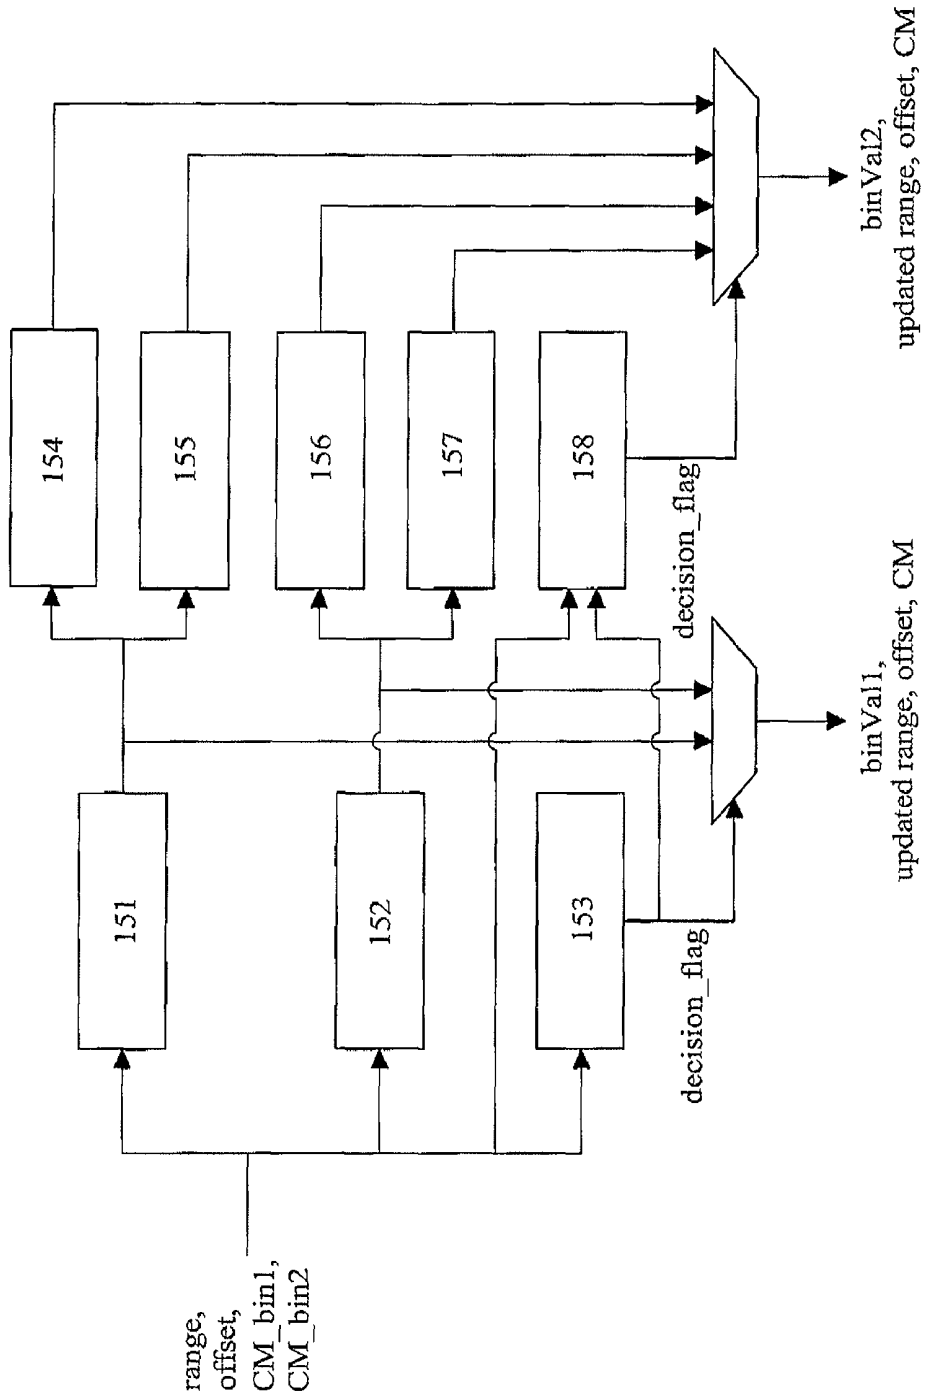 range,
offset,
CM_bin1,
CM_bin2
151
152
153
decision_flag
binVal1,
updated range, offset, CM
154
155
156
157
158
decision_flag
binVal2,
updated range, offset, CM